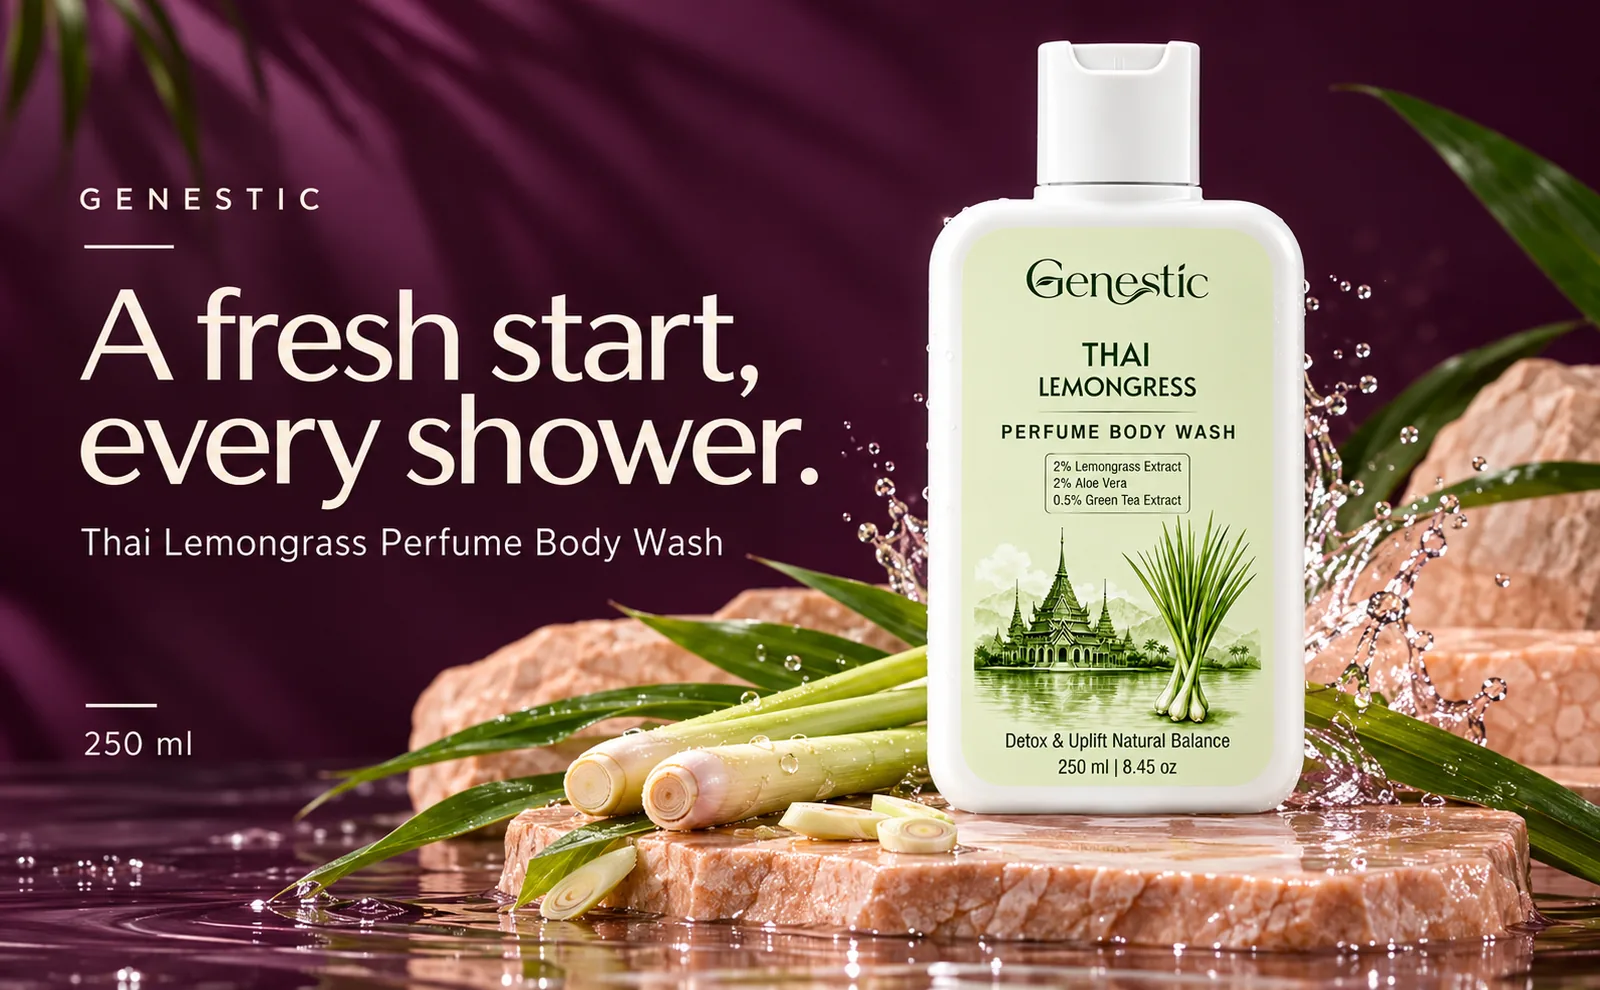 GENESTIC
A fresh start,
every shower.
Thai Lemongrass Perfume Body Wash
250 ml
Genestic
THAI
LEMONGRESS
PERFUME BODY WASH
2% Lemongrass Extract
2% Aloe Vera
0.5% Green Tea Extract
Detox & Uplift Natural Balance
250 ml | 8.45 oz